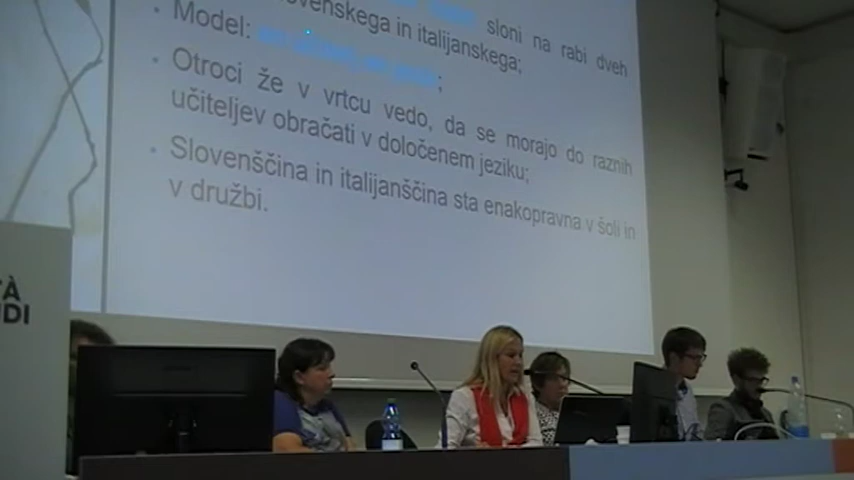 sloni na rabi dveh
slovenskega in italijanskega;
• Model:
;
• Otroci že v vrtcu vedo, da se morajo do raznih
učiteljev obračati v določenem jeziku;
• Slovenščina in italijanščina sta enakopravna v šoli in
v družbi.
TÀ
UDI